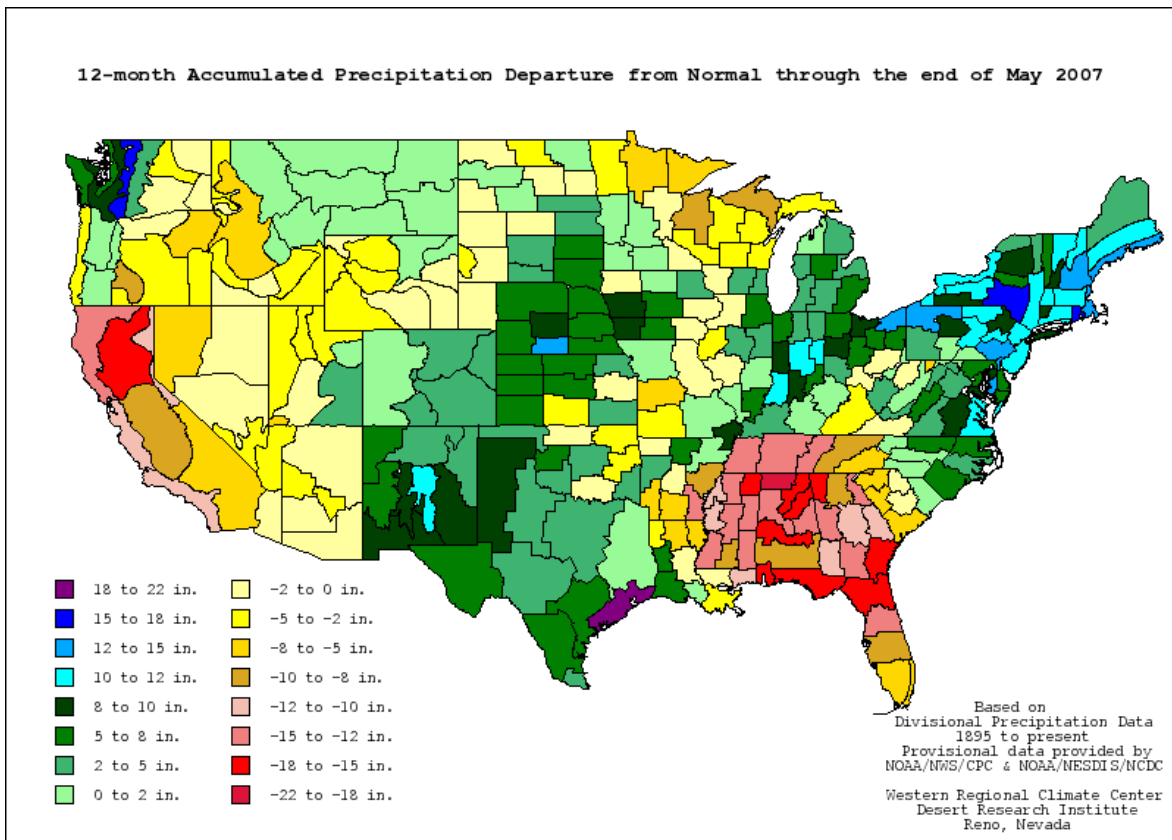 12-month Accumulated Precipitation Departure from Normal through the end of May 2007
18 to 22 in.
15 to 18 in.
12 to 15 in.
10 to 12 in.
8 to 10 in.
5 to 8 in.
2 to 5 in.
0 to 2 in.
-2 to 0 in.
-5 to -2 in.
-8 to -5 in.
-10 to -8 in.
-12 to -10 in.
-15 to -12 in.
-18 to -15 in.
-22 to -18 in.
Based on
Divisional Precipitation Data
1895 to present
Provisional data provided by
NOAA/NWS/CPC & NOAA/NESDIS/NCDC
Western Regional Climate Center
Desert Research Institute
Reno, Nevada